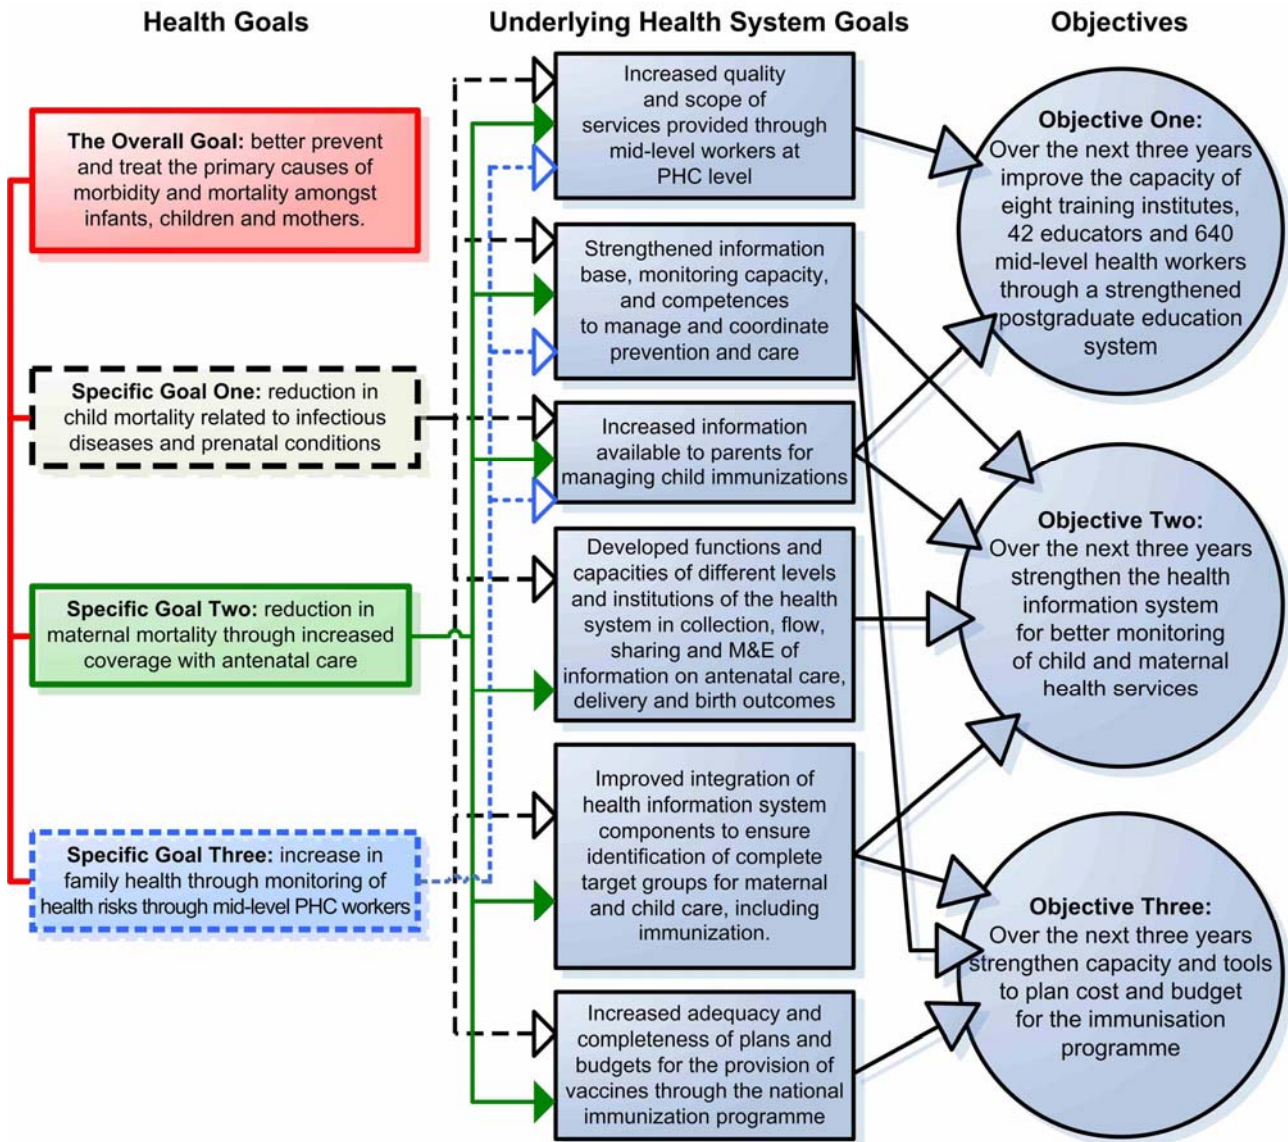 Health Goals
Underlying Health System Goals
Objectives
The Overall Goal: better prevent
and treat the primary causes of
morbidity and mortality amongst
infants, children and mothers.
Specific Goal One: reduction in
child mortality related to infectious
diseases and prenatal conditions
Specific Goal Two: reduction in
maternal mortality through increased
coverage with antenatal care
Specific Goal Three: increase in
family health through monitoring of
health risks through mid-level PHC workers
Increased quality
and scope of
services provided through
mid-level workers at
PHC level
Strengthened information
base, monitoring capacity,
and competences
to manage and coordinate
prevention and care
Increased information
available to parents for
managing child immunizations
Developed functions and
capacities of different levels
and institutions of the health
system in collection, flow,
sharing and M&E of
information on antenatal care,
delivery and birth outcomes
Improved integration of
health information system
components to ensure
identification of complete
target groups for maternal
and child care, including
immunization.
Increased adequacy and
completeness of plans and
budgets for the provision of
vaccines through the national
immunization programme
Objective One:
Over the next three years
improve the capacity of
eight training institutes,
42 educators and 640
mid-level health workers
through a strengthened
postgraduate education
system
Objective Two:
Over the next three years
strengthen the health
information system
for better monitoring
of child and maternal
health services
Objective Three:
Over the next three years
strengthen capacity and tools
to plan cost and budget
for the immunisation
programme